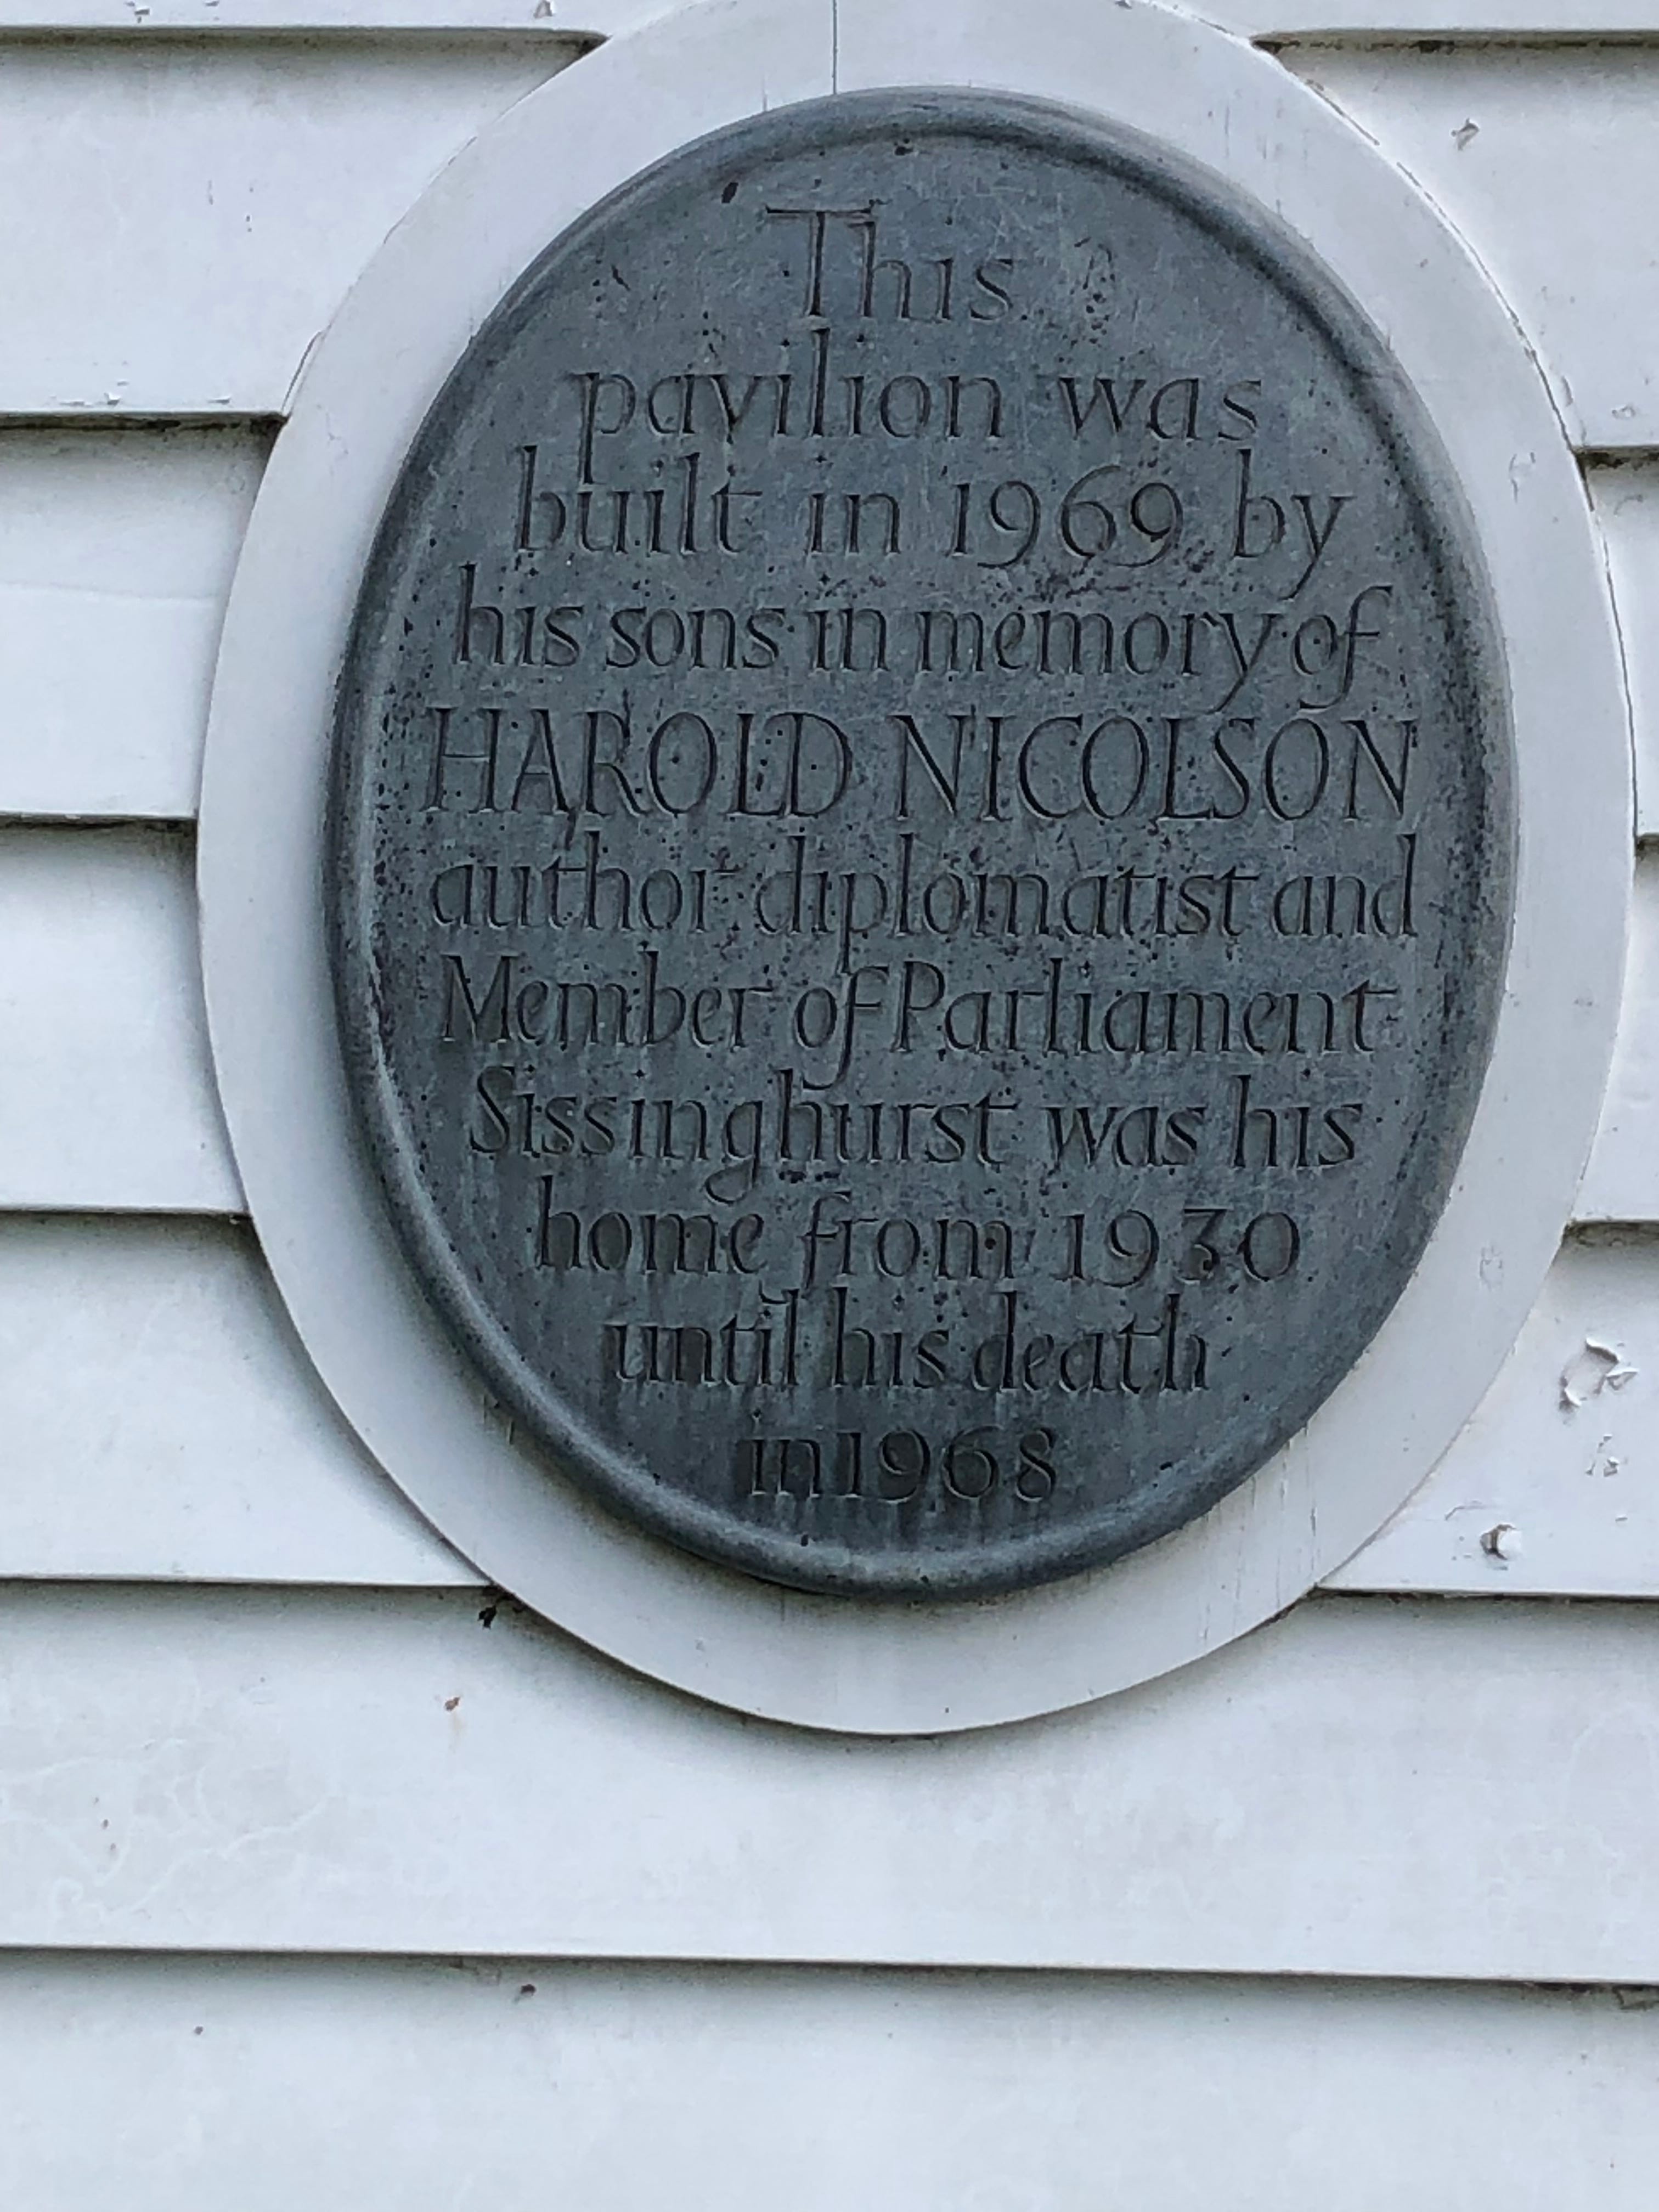 This
pavilion was
built in 1969 by
his sons in memory of
HAROLD NICOLSON
author diplomatist and
Member of Parliament
Sissinghurst was his
home from 1930
until his death
in 1968